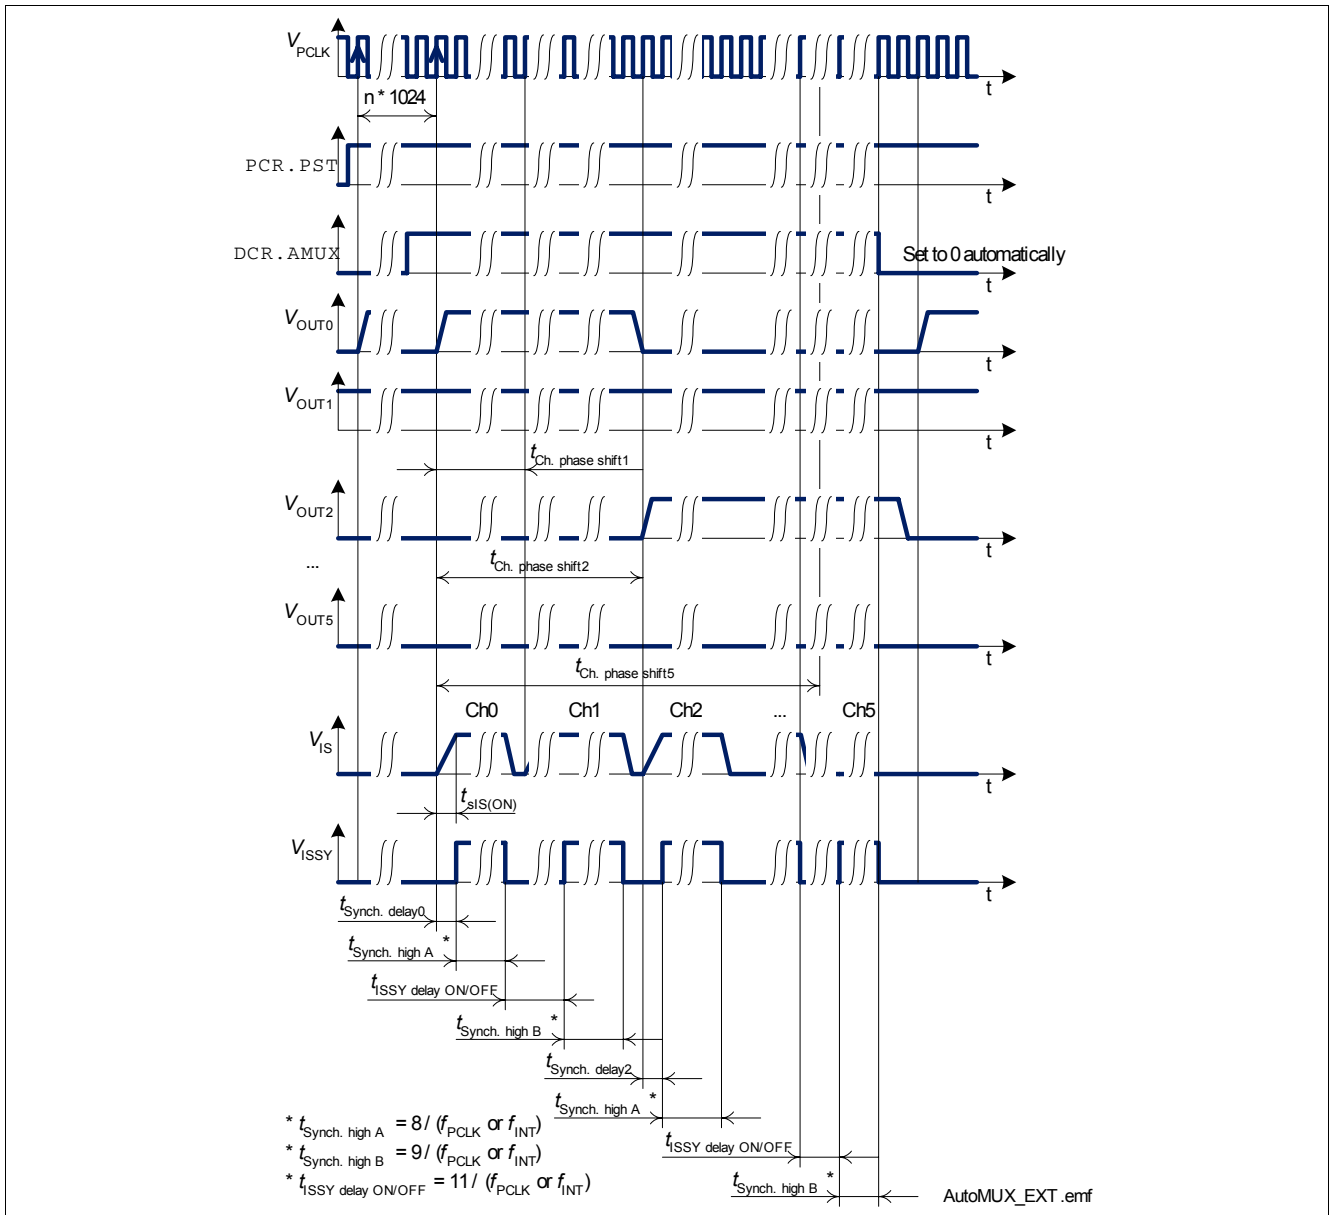 VPCLK
t
n * 1024
PCR.PST
t
DCR.AMUX
Set to 0 automatically
t
VOUT0
t
VOUT1
t
tCh. phase shift1
VOUT2
t
...
tCh. phase shift2
VOUT5
t
tCh. phase shift5
Ch0 Ch1 Ch2 ... Ch5
VIS
t
tsIS(ON)
VISSY
t
tSynch. delay0
tSynch. high A *
tISSY delay ON/OFF
tSynch. high B *
tSynch. delay2
tSynch. high A *
tISSY delay ON/OFF
tSynch. high B *
* tSynch. high A = 8 / (fPCLK or fINT)
* tSynch. high B = 9 / (fPCLK or fINT)
* tISSY delay ON/OFF = 11 / (fPCLK or fINT)
AutoMUX_EXT .emf